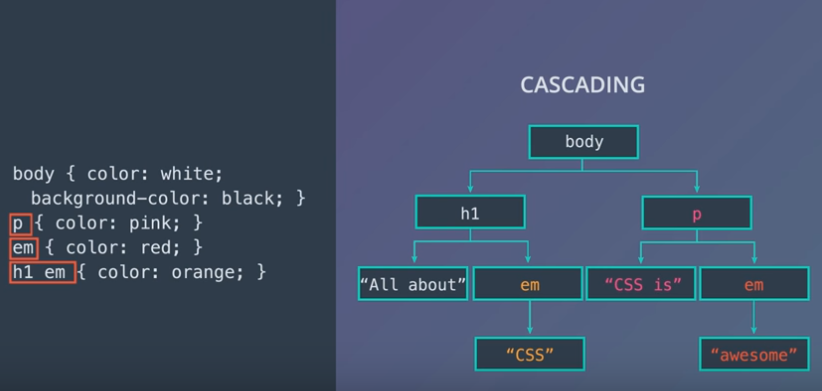 CASCADING
body { color: white;
background-color: black; }
p { color: pink; }
em { color: red; }
h1 em { color: orange; }
body
h1
p
“All about”
em
“CSS is”
em
“CSS”
“awesome”